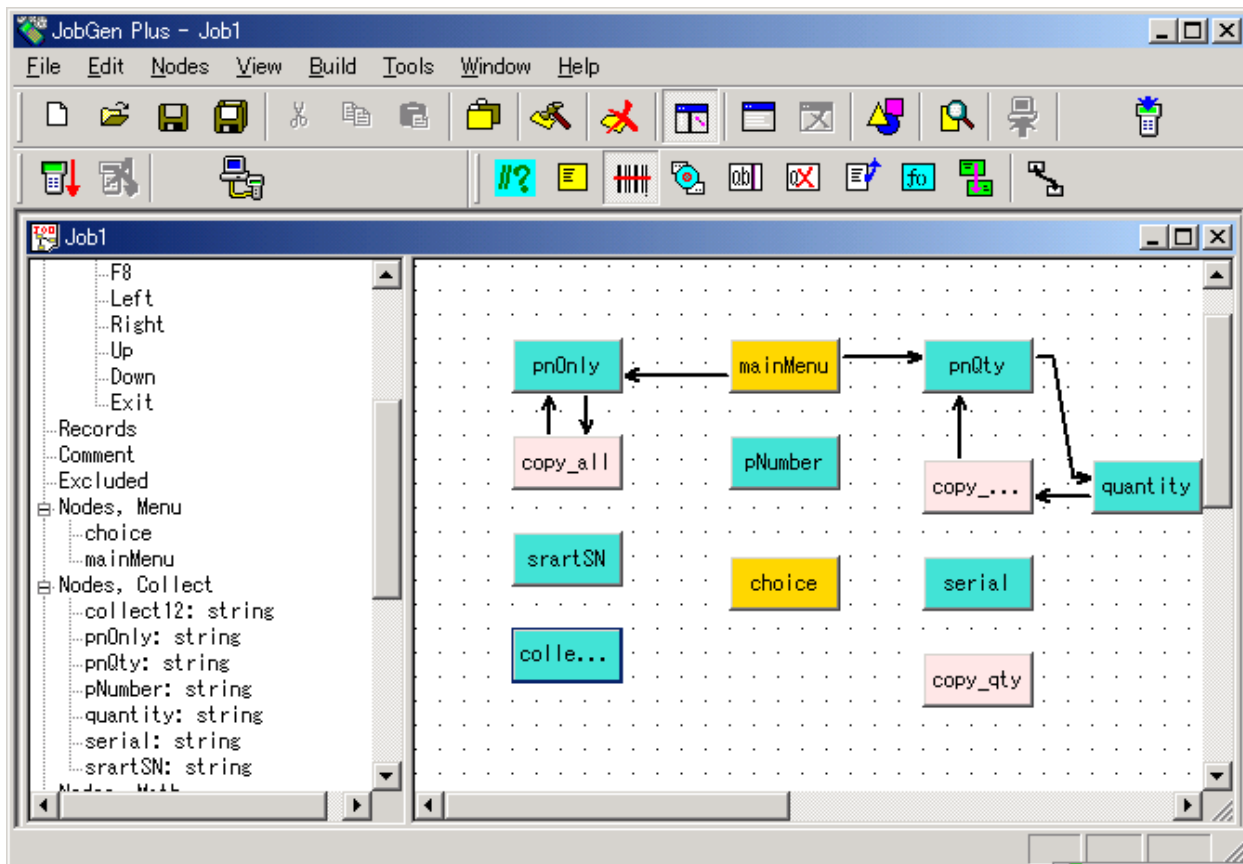 JobGen Plus - Job1
File Edit Nodes View Build Tools Window Help
Job1
F8
Left
Right
Up
Down
Exit
Records
Comment
Excluded
Nodes, Menu
choice
mainMenu
Nodes, Collect
collect12: string
pnOnly: string
pnQty: string
pNumber: string
quantity: string
serial: string
srartSN: string
pnOnly mainMenu pnQty
copy_all pNumber copy_... quantity
srartSN choice serial
colle... copy_qty